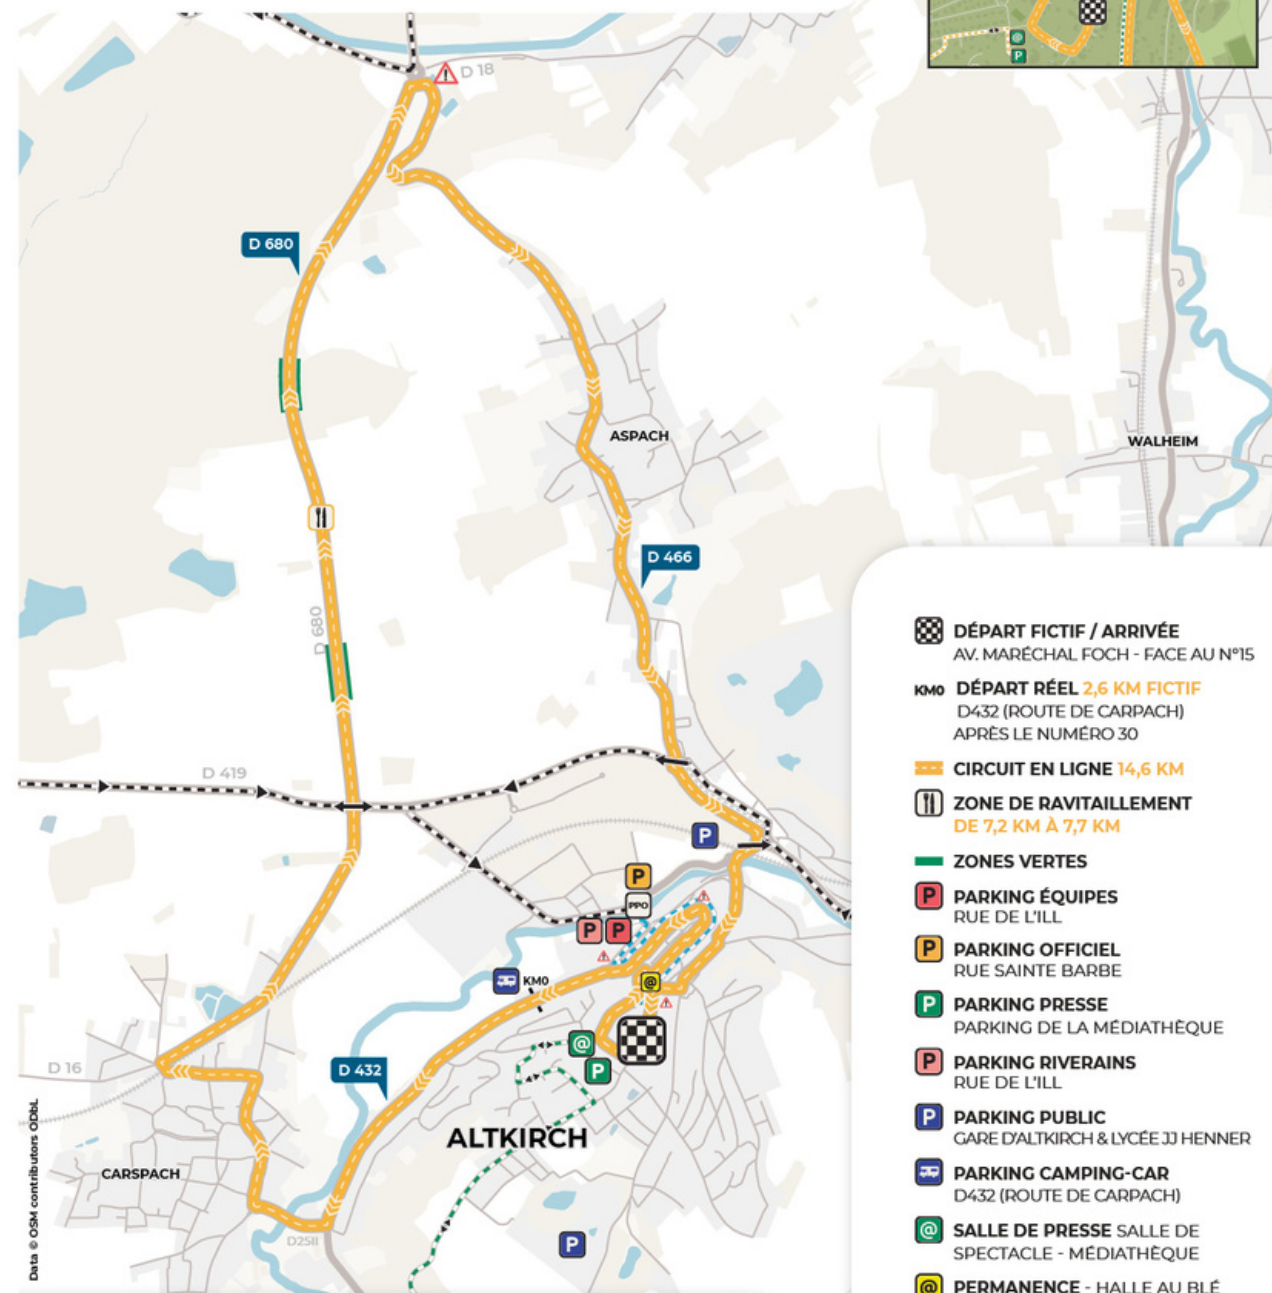 @
P
D 18
D 680
ASPACH
WALHEIM
D 466
D 680
D 419
P
P
PPO
P P
@
KM0
@
P
D 16
D 432
ALTKIRCH
CARSPACH
D25II
P
Data © OSM contributors ODbL
DÉPART FICTIF / ARRIVÉE
AV. MARÉCHAL FOCH - FACE AU N°15
KM0 DÉPART RÉEL 2,6 KM FICTIF
D432 (ROUTE DE CARPACH)
APRÈS LE NUMÉRO 30
CIRCUIT EN LIGNE 14,6 KM
ZONE DE RAVITAILLEMENT
DE 7,2 KM À 7,7 KM
ZONES VERTES
P PARKING ÉQUIPES
RUE DE L'ILL
P PARKING OFFICIEL
RUE SAINTE BARBE
P PARKING PRESSE
PARKING DE LA MÉDIATHÈQUE
P PARKING RIVERAINS
RUE DE L'ILL
P PARKING PUBLIC
GARE D'ALTKIRCH & LYCÉE JJ HENNER
PARKING CAMPING-CAR
D432 (ROUTE DE CARPACH)
@ SALLE DE PRESSE SALLE DE
SPECTACLE - MÉDIATHÈQUE
@ PERMANENCE - HALLE AU BLÉ